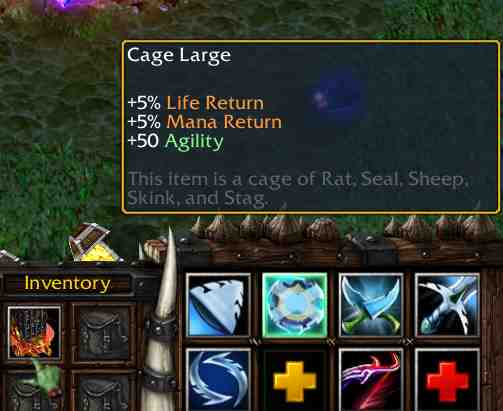 Cage Large
+5% Life Return
+5% Mana Return
+50 Agility
This item is a cage of Rat, Seal, Sheep,
Skink, and Stag.
Inventory